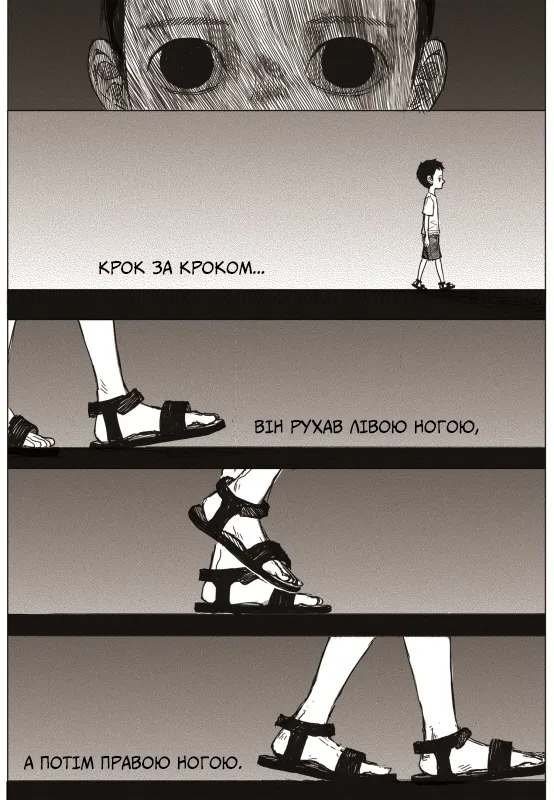 КРОК ЗА КРОКОМ...
ВІН РУХАВ ЛІВОЮ НОГОЮ,
А ПОТІМ ПРАВОЮ НОГОЮ.